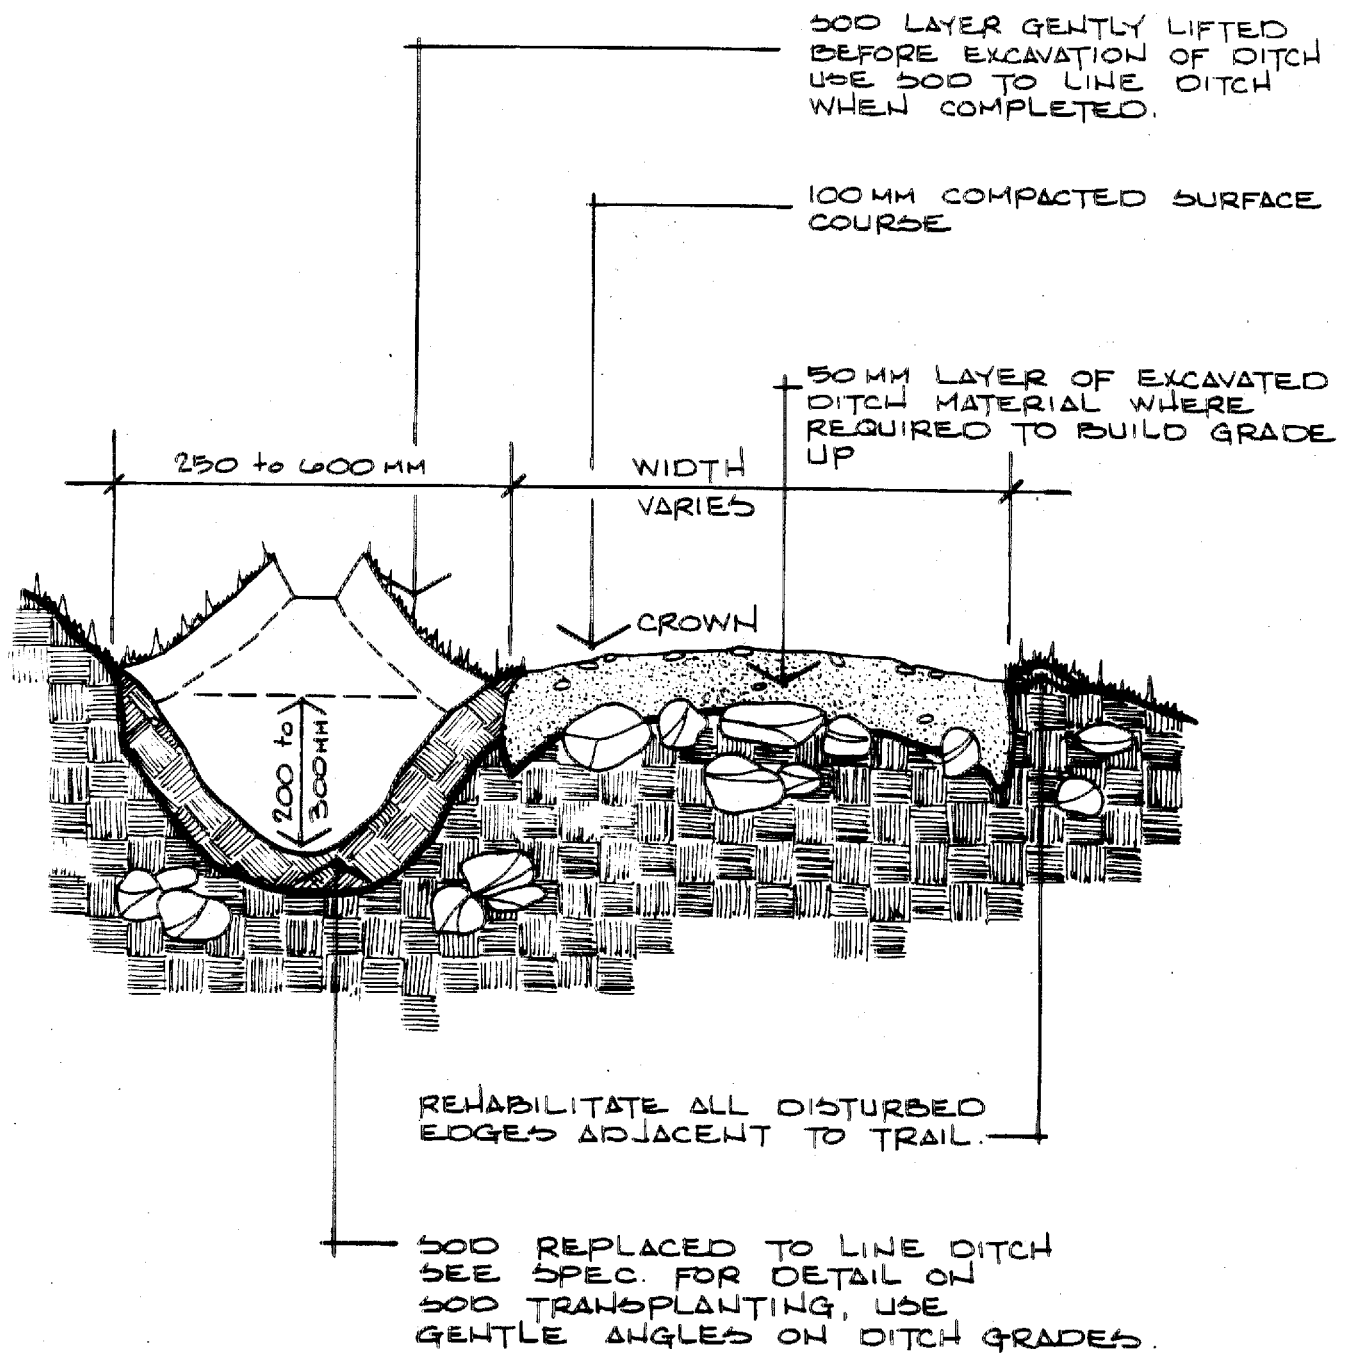 SOD LAYER GENTLY LIFTED
BEFORE EXCAVATION OF DITCH
USE SOD TO LINE DITCH
WHEN COMPLETED.
100 MM COMPACTED SURFACE
COURSE
50 MM LAYER OF EXCAVATED
DITCH MATERIAL WHERE
REQUIRED TO BUILD GRADE
UP
250 to 600 MM
WIDTH
VARIES
CROWN
200 to
300 MM
REHABILITATE ALL DISTURBED
EDGES ADJACENT TO TRAIL.
SOD REPLACED TO LINE DITCH
SEE SPEC. FOR DETAIL ON
SOD TRANSPLANTING, USE
GENTLE ANGLES ON DITCH GRADES.